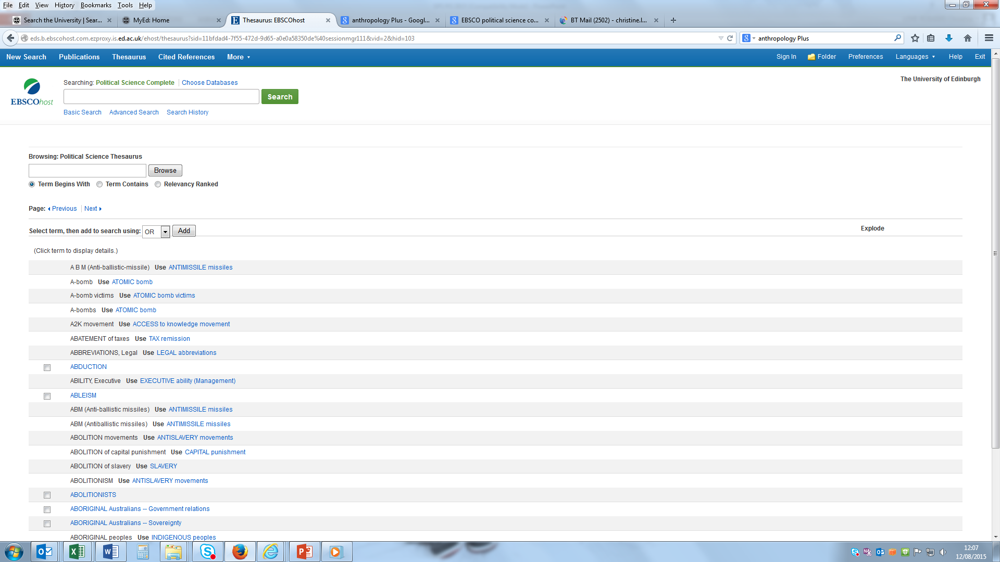 File Edit View History Bookmarks Tools Help
Search the University | Sear... MyEd: Home Thesaurus: EBSCOhost anthropology Plus - Googl... EBSCO political science co... BT Mail (2502) - christine.l...
eds.b.ebscohost.com.ezproxy.is.ed.ac.uk/ehost/thesaurus?sid=11bfdad4-7f55-472d-9d65-a0e0a58350de%40sessionmgr111&vid=2&hid=103 anthropology Plus
New Search Publications Thesaurus Cited References More Sign In Folder Preferences Languages Help Exit
Searching: Political Science Complete Choose Databases The University of Edinburgh
EBSCOhost Search
Basic Search Advanced Search Search History
Browsing: Political Science Thesaurus
Browse
Term Begins With Term Contains Relevancy Ranked
Page: Previous Next
Select term, then add to search using: OR Add Explode
(Click term to display details.)
A B M (Anti-ballistic-missile) Use ANTIMISSILE missiles
A-bomb Use ATOMIC bomb
A-bomb victims Use ATOMIC bomb victims
A-bombs Use ATOMIC bomb
A2K movement Use ACCESS to knowledge movement
ABATEMENT of taxes Use TAX remission
ABBREVIATIONS, Legal Use LEGAL abbreviations
ABDUCTION
ABILITY, Executive Use EXECUTIVE ability (Management)
ABLEISM
ABM (Anti-ballistic missiles) Use ANTIMISSILE missiles
ABM (Antiballistic missiles) Use ANTIMISSILE missiles
ABOLITION movements Use ANTISLAVERY movements
ABOLITION of capital punishment Use CAPITAL punishment
ABOLITION of slavery Use SLAVERY
ABOLITIONISM Use ANTISLAVERY movements
ABOLITIONISTS
ABORIGINAL Australians -- Government relations
ABORIGINAL Australians -- Sovereignty
ABORIGINAL peoples Use INDIGENOUS peoples
12:07
12/08/2015